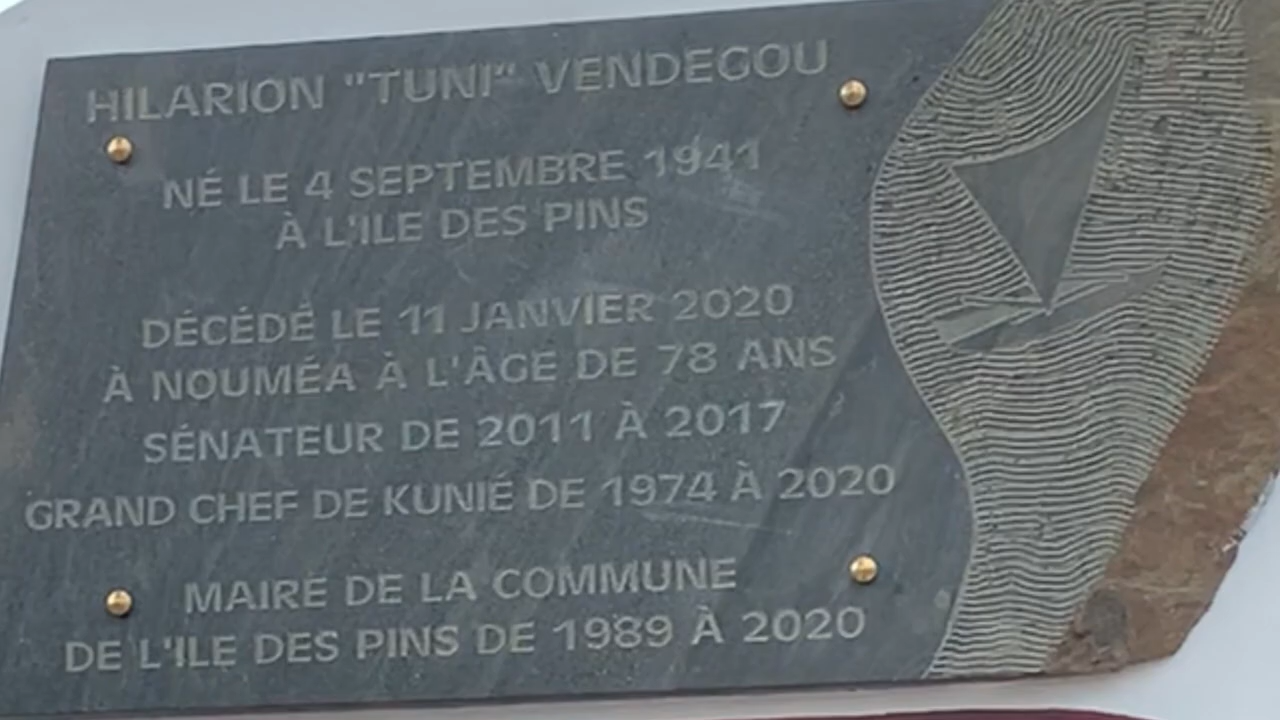 HILARION "TUNI" VENDEGOU
NÉ LE 4 SEPTEMBRE 1941
À L'ILE DES PINS
DÉCÉDÉ LE 11 JANVIER 2020
À NOUMÉA À L'ÂGE DE 78 ANS
SÉNATEUR DE 2011 À 2017
GRAND CHEF DE KUNIÉ DE 1974 À 2020
MAIRE DE LA COMMUNE
DE L'ILE DES PINS DE 1989 À 2020